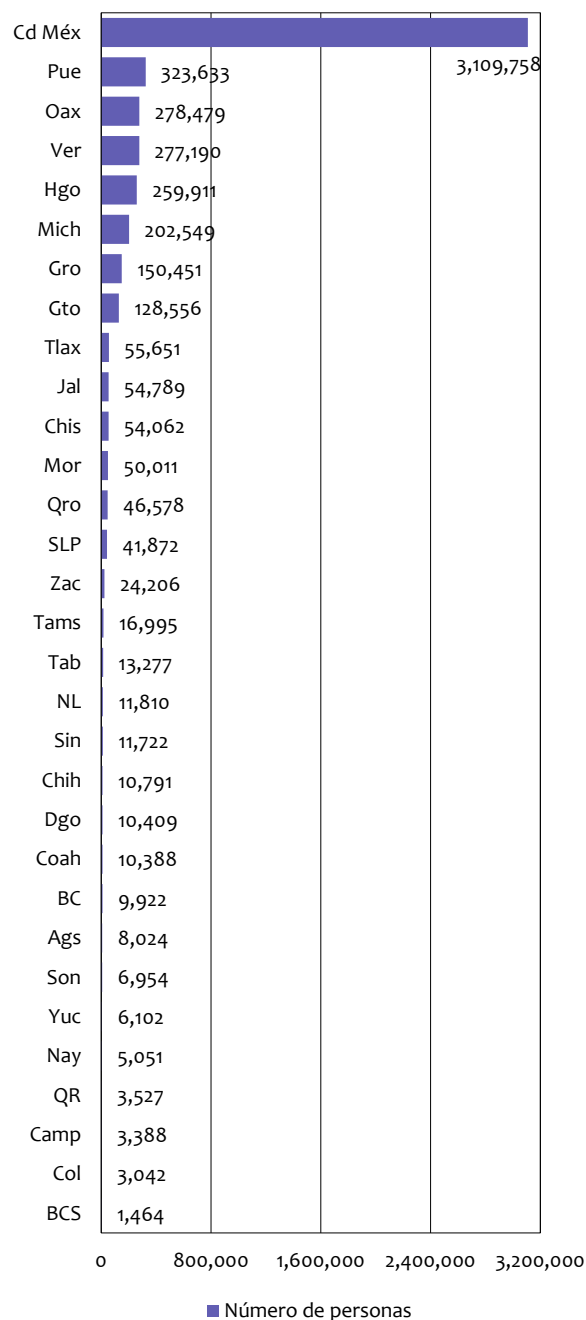 Cd Méx 3,109,758
Pue 323,633
Oax 278,479
Ver 277,190
Hgo 259,911
Mich 202,549
Gro 150,451
Gto 128,556
Tlax 55,651
Jal 54,789
Chis 54,062
Mor 50,011
Qro 46,578
SLP 41,872
Zac 24,206
Tams 16,995
Tab 13,277
NL 11,810
Sin 11,722
Chih 10,791
Dgo 10,409
Coah 10,388
BC 9,922
Ags 8,024
Son 6,954
Yuc 6,102
Nay 5,051
QR 3,527
Camp 3,388
Col 3,042
BCS 1,464
0 800,000 1,600,000 2,400,000 3,200,000
Número de personas